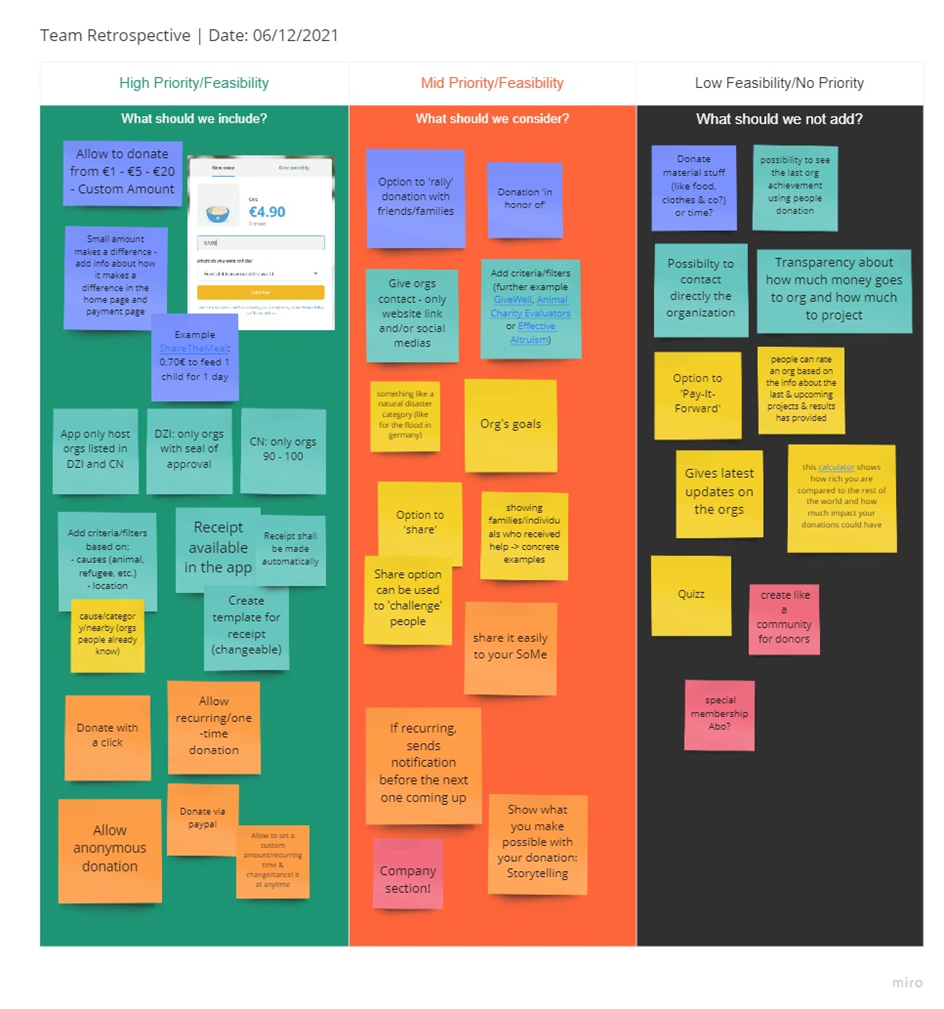 Team Retrospective | Date: 06/12/2021
High Priority/Feasibility
Mid Priority/Feasibility
Low Feasibility/No Priority
What should we include?
What should we consider?
What should we not add?
Allow to donate
from €1 - €5 - €20
- Custom Amount
Give once
Give monthly
Give
€4.90
Small amount
makes a difference -
add info about how
it makes a
difference in the
home page and
payment page
Example
ShareTheMeal:
0,70€ to feed 1
child for 1 day
App only host
orgs listed in
DZI and CN
DZI: only orgs
with seal of
approval
CN: only orgs
90 - 100
Add criteria/filters
based on:
- causes (animal,
refugee, etc.)
- location
Receipt
available
in the app
Receipt shall
be made
automatically
cause/categor
y/nearby (orgs
people already
know)
Create
template for
receipt
(changeable)
Donate with
a click
Allow
recurring/one
-time
donation
Allow
anonymous
donation
Donate via
paypal
Allow to set a
custom
amount/recurring
time &
change/cancel it
at anytime
Option to 'rally'
donation with
friends/families
Donation 'in
honor of'
Give orgs
contact - only
website link
and/or social
medias
Add criteria/filters
(further example
GiveWell, Animal
Charity Evaluators
or Effective
Altruism)
something like a
natural disaster
category (like
for the flood in
germany)
Org's goals
Option to
'share'
showing
families/individu
als who received
help -> concrete
examples
Share option
can be used
to 'challenge'
people
share it easily
to your SoMe
If recurring,
sends
notification
before the next
one coming up
Show what
you make
possible with
your donation:
Storytelling
Company
section!
Donate
material stuff
(like food,
clothes & co?)
or time?
possibility to see
the last org
achievement
using people
donation
Possibilty to
contact
directly the
organization
Transparency about
how much money goes
to org and how much
to project
Option to
'Pay-It-
Forward'
people can rate
an org based on
the info about the
last & upcoming
projects & results
has provided
Gives latest
updates on
the orgs
this calculator shows
how rich you are
compared to the rest of
the world and how
much impact your
donations could have
Quizz
create like
a
community
for donors
special
membership
Abo?
miro